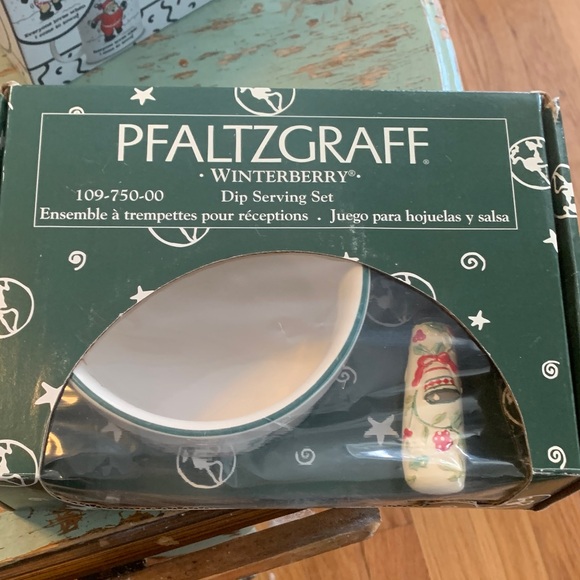 PFALTZGRAFF®
· WINTERBERRY® ·
109-750-00 Dip Serving Set
Ensemble à trempettes pour réceptions . Juego para hojuelas y salsa